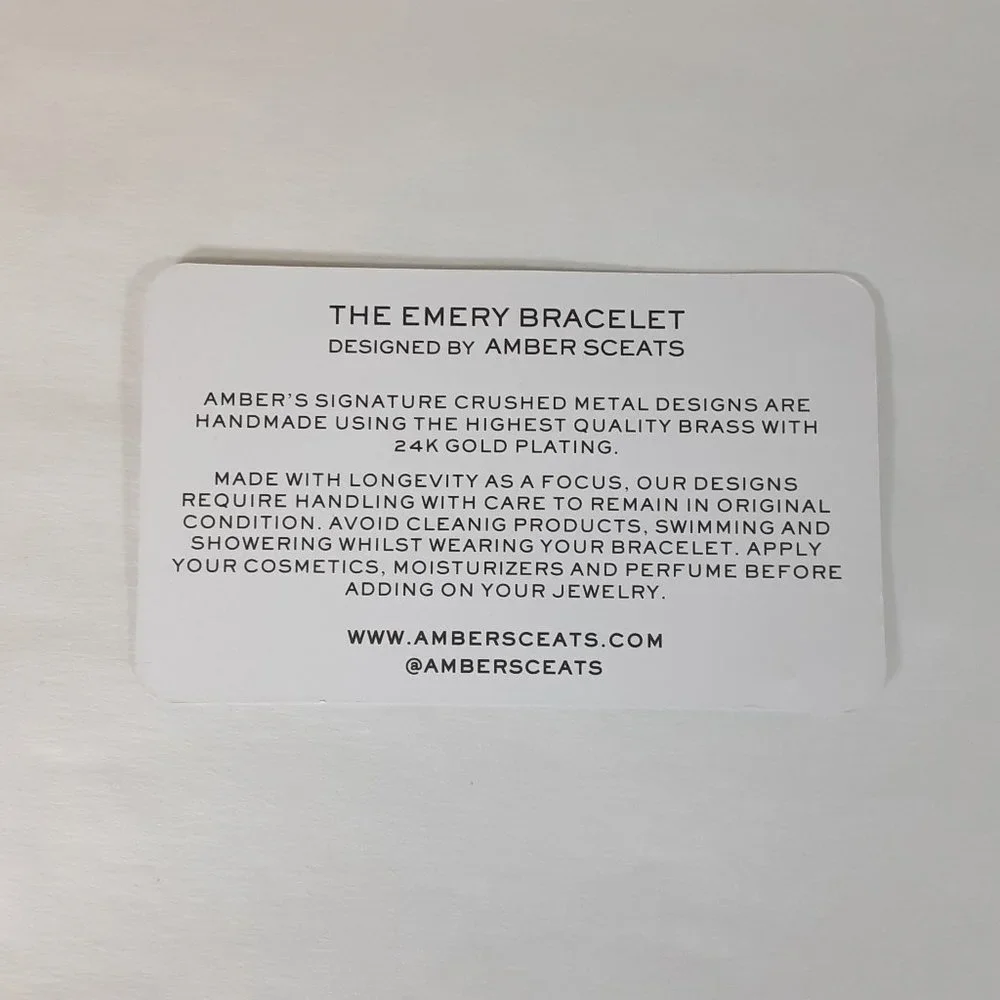 THE EMERY BRACELET
DESIGNED BY AMBER SCEATS
AMBER'S SIGNATURE CRUSHED METAL DESIGNS ARE
HANDMADE USING THE HIGHEST QUALITY BRASS WITH
24K GOLD PLATING.
MADE WITH LONGEVITY AS A FOCUS, OUR DESIGNS
REQUIRE HANDLING WITH CARE TO REMAIN IN ORIGINAL
CONDITION. AVOID CLEANIG PRODUCTS, SWIMMING AND
SHOWERING WHILST WEARING YOUR BRACELET. APPLY
YOUR COSMETICS, MOISTURIZERS AND PERFUME BEFORE
ADDING ON YOUR JEWELRY.
WWW.AMBERSCEATS.COM
@AMBERSCEATS